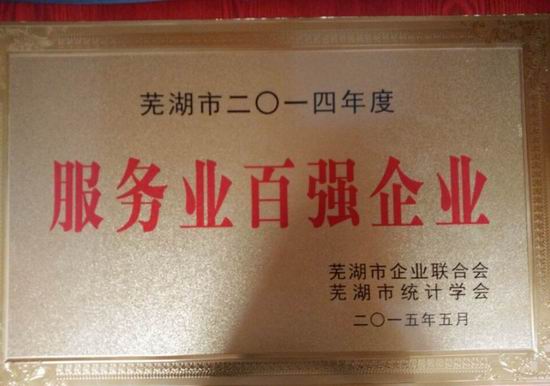 芜湖市二〇一四年度
服务业百强企业
芜湖市企业联合会
芜湖市统计学会
二〇一五年五月